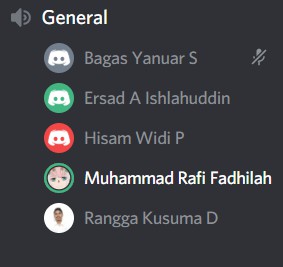 General
Bagas Yanuar S
Ersad A Ishlahuddin
Hisam Widi P
Muhammad Rafi Fadhilah
Rangga Kusuma D